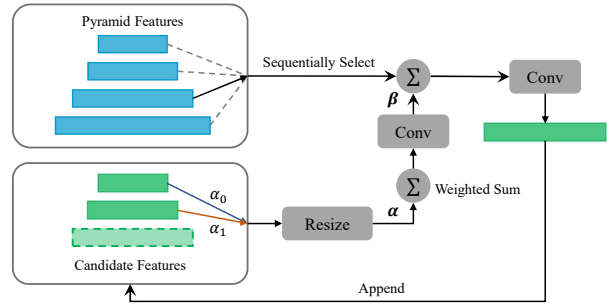 Pyramid Features
Sequentially Select
Σ
Conv
β
Conv
α₀
α₁
Σ
Weighted Sum
α
Resize
Candidate Features
Append